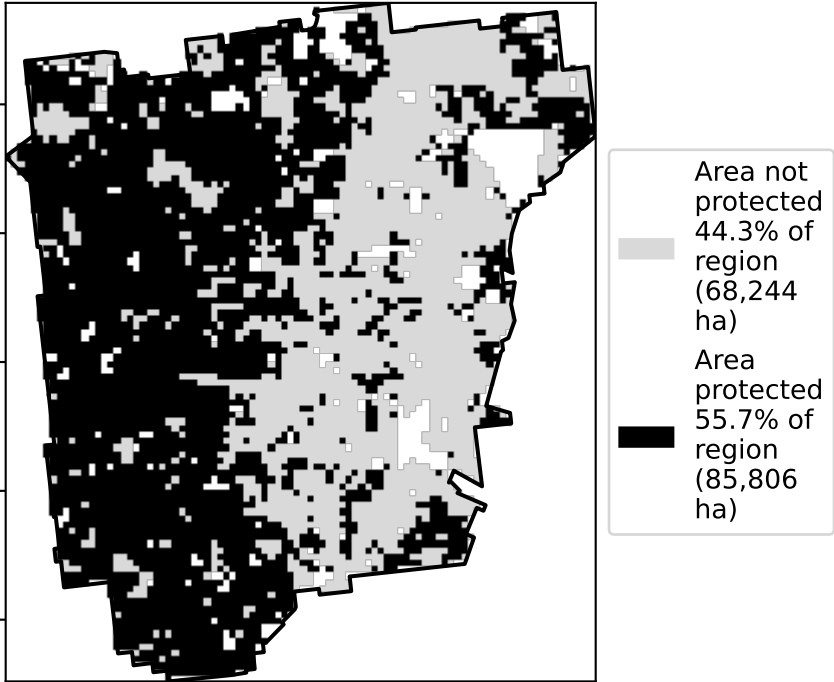 Area not
protected
44.3% of
region
(68,244
ha)
Area
protected
55.7% of
region
(85,806
ha)